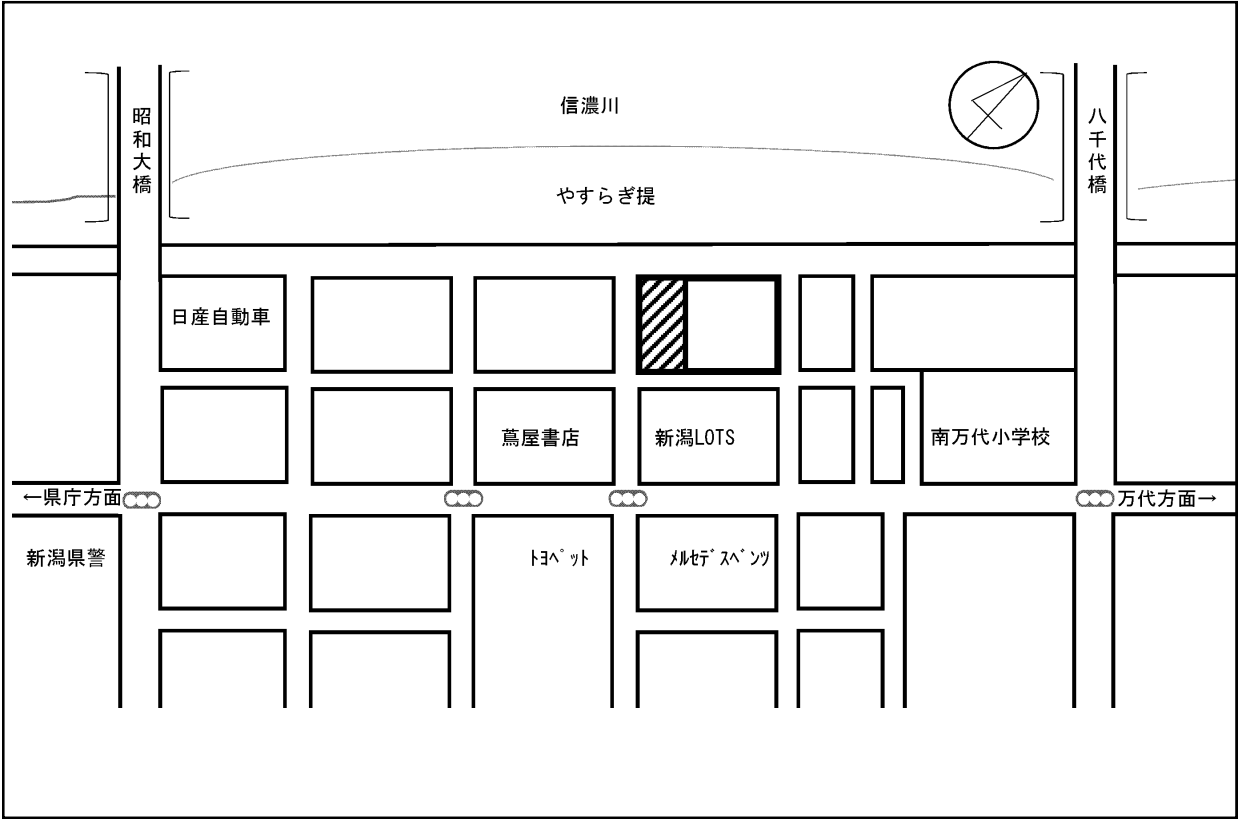 信濃川
昭和大橋
八千代橋
やすらぎ提
日産自動車
蔦屋書店
新潟LOTS
南万代小学校
←県庁方面
万代方面→
新潟県警
ﾄﾖﾍﾟｯﾄ
ﾒﾙｾﾃﾞｽﾍﾞﾝﾂ